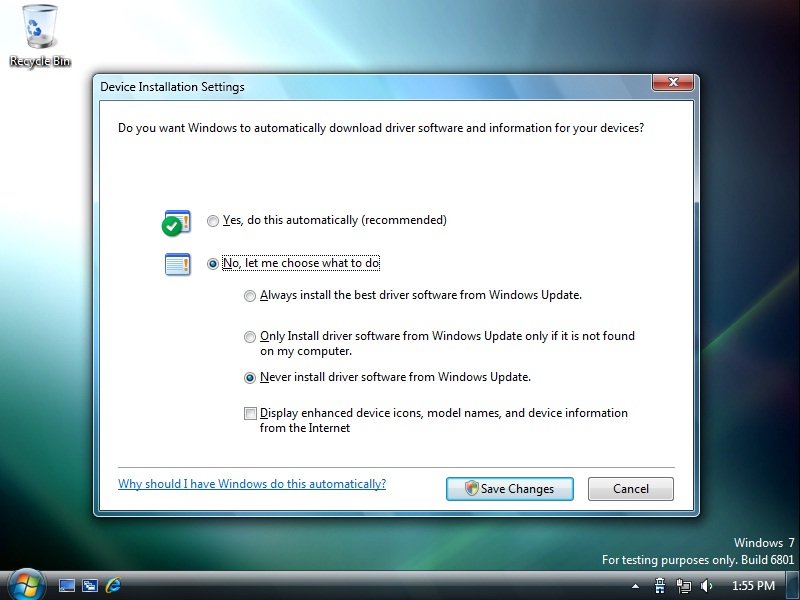 Recycle Bin
Device Installation Settings
Do you want Windows to automatically download driver software and information for your devices?
Yes, do this automatically (recommended)
No, let me choose what to do
Always install the best driver software from Windows Update.
Only Install driver software from Windows Update only if it is not found
on my computer.
Never install driver software from Windows Update.
Display enhanced device icons, model names, and device information
from the Internet
Why should I have Windows do this automatically?
Save Changes
Cancel
Windows 7
For testing purposes only. Build 6801
1:55 PM